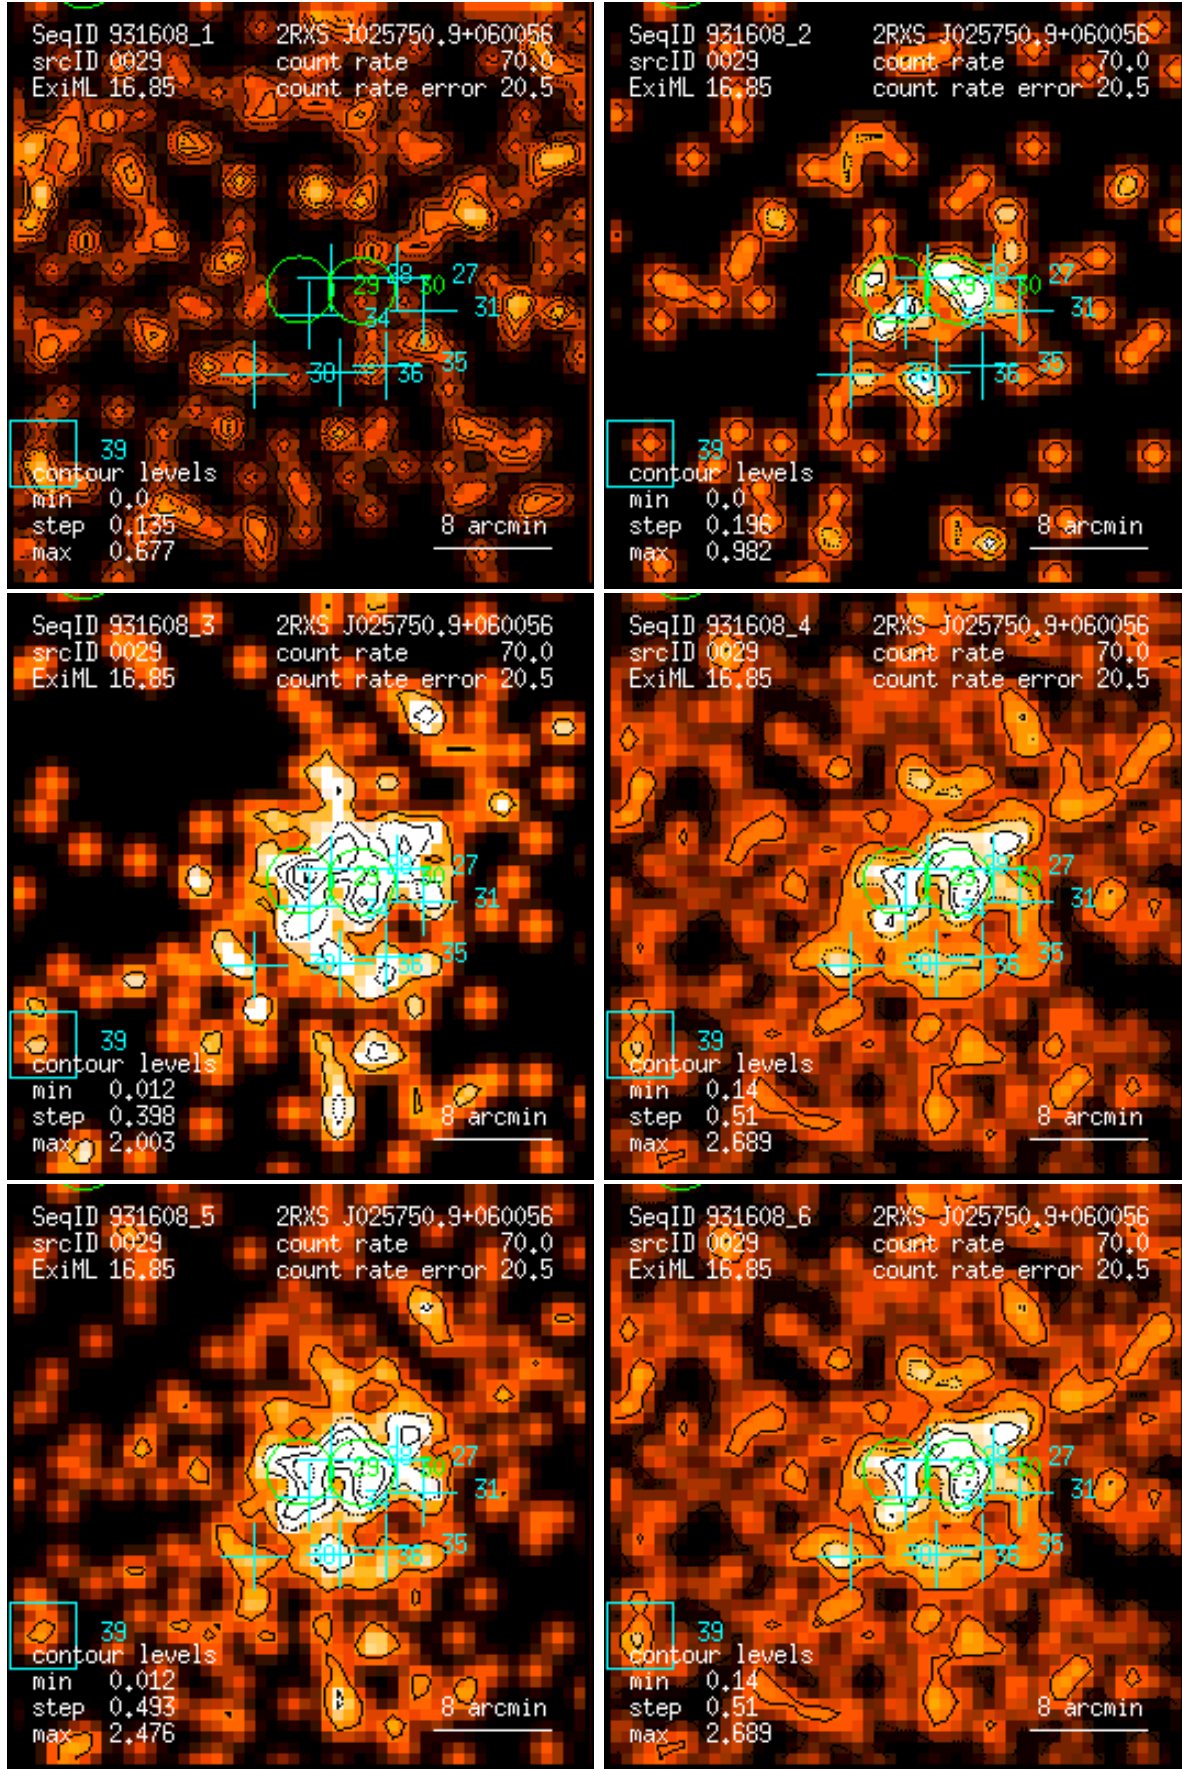 SeqID 931608_1 2RXS J025750.9+060056
srcID 0029 count rate 70.0
ExiML 16.85 count rate error 20.5
28 27
29 30
31
34
35
38 36
39
contour levels
min 0.0
step 0.135 8 arcmin
max 0.677
SeqID 931608_2 2RXS J025750.9+060056
srcID 0029 count rate 70.0
ExiML 16.85 count rate error 20.5
28 27
29 30
31
35
38 36
39
contour levels
min 0.0
step 0.196 8 arcmin
max 0.982
SeqID 931608_3 2RXS J025750.9+060056
srcID 0029 count rate 70.0
ExiML 16.85 count rate error 20.5
28 27
29 30
31
35
38 36
39
contour levels
min 0.012
step 0.398 8 arcmin
max 2.003
SeqID 931608_4 2RXS J025750.9+060056
srcID 0029 count rate 70.0
ExiML 16.85 count rate error 20.5
28 27
29 30
31
35
38 36
39
contour levels
min 0.14
step 0.51 8 arcmin
max 2.689
SeqID 931608_5 2RXS J025750.9+060056
srcID 0029 count rate 70.0
ExiML 16.85 count rate error 20.5
28 27
29 30
31
35
38 36
39
contour levels
min 0.012
step 0.493 8 arcmin
max 2.476
SeqID 931608_6 2RXS J025750.9+060056
srcID 0029 count rate 70.0
ExiML 16.85 count rate error 20.5
28 27
29 30
31
35
38 36
39
contour levels
min 0.14
step 0.51 8 arcmin
max 2.689